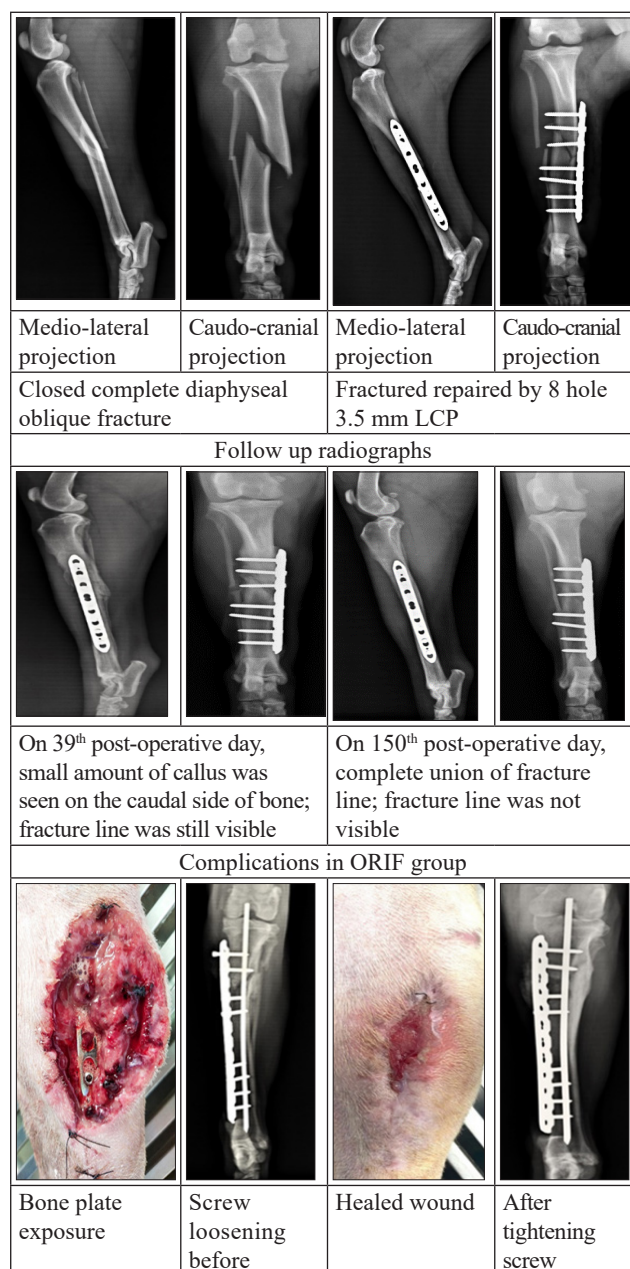 Medio-lateral
projection
Caudo-cranial
projection
Medio-lateral
projection
Caudo-cranial
projection
Closed complete diaphyseal
oblique fracture
Fractured repaired by 8 hole
3.5 mm LCP
Follow up radiographs
On 39th post-operative day,
small amount of callus was
seen on the caudal side of bone;
fracture line was still visible
On 150th post-operative day,
complete union of fracture
line; fracture line was not
visible
Complications in ORIF group
Bone plate
exposure
Screw
loosening
before
Healed wound
After
tightening
screw